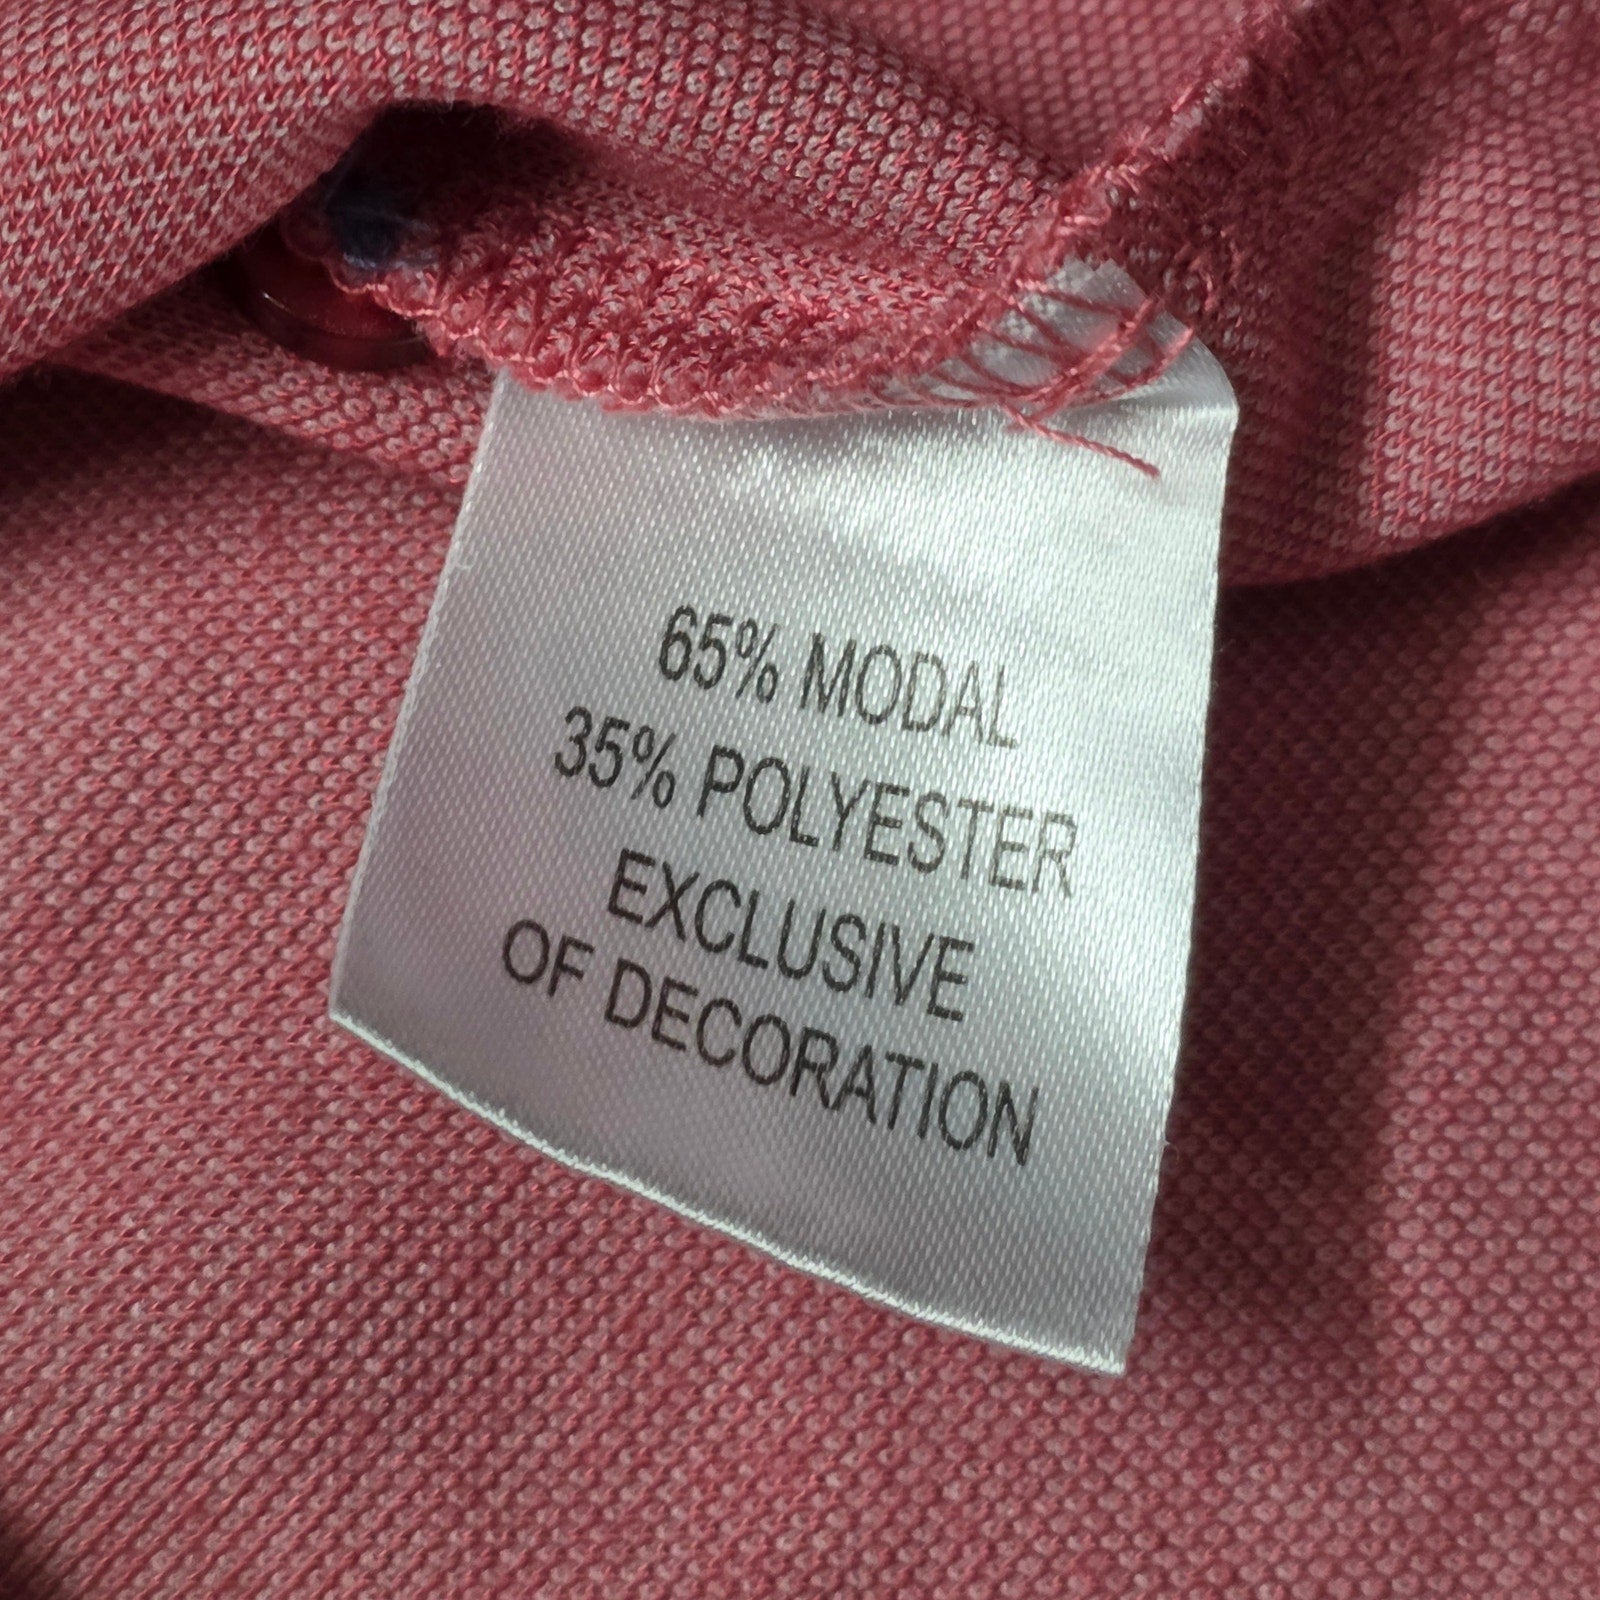 65% MODAL
35% POLYESTER
EXCLUSIVE
OF DECORATION